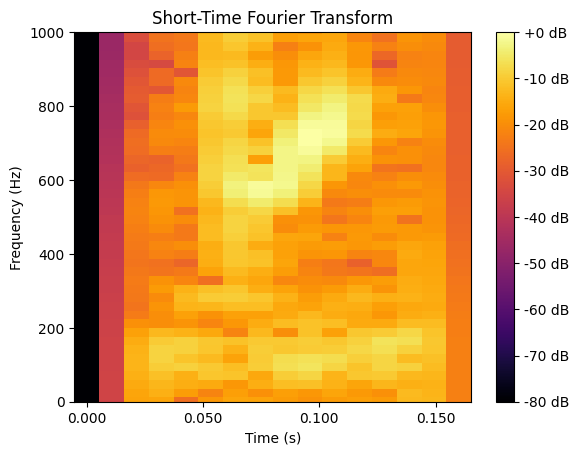 Short-Time Fourier Transform
1000
800
600
400
200
0
Frequency (Hz)
0.000
0.050
0.100
0.150
Time (s)
+0 dB
-10 dB
-20 dB
-30 dB
-40 dB
-50 dB
-60 dB
-70 dB
-80 dB